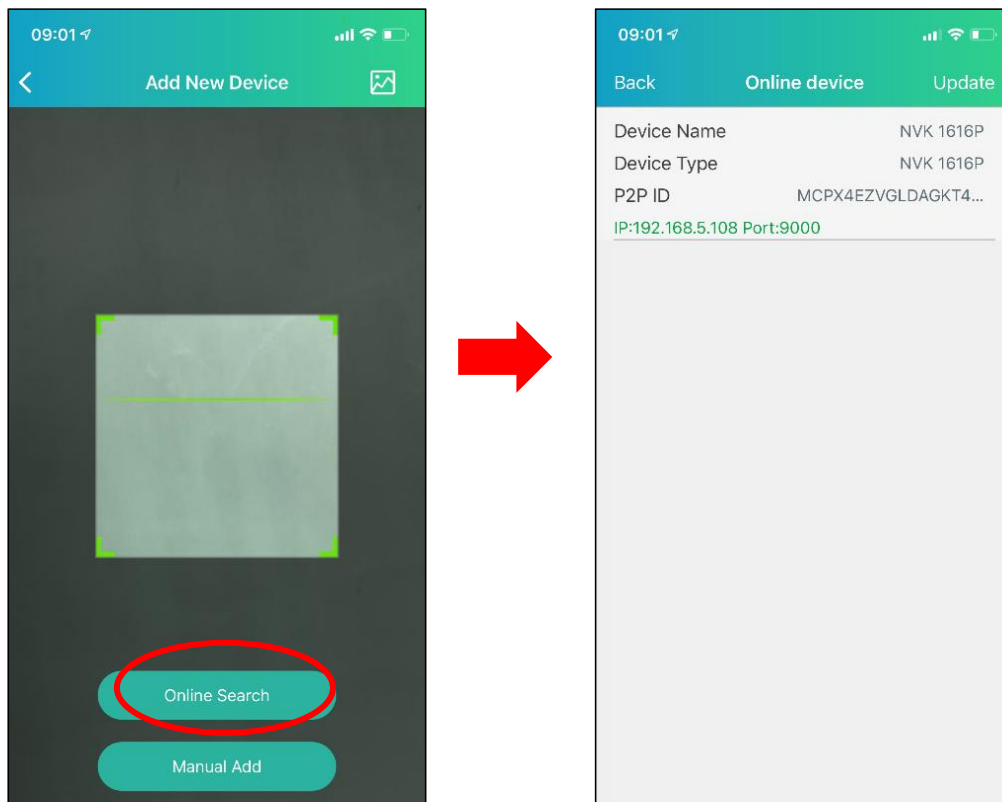 09:01
Add New Device
Online Search
Manual Add
09:01
Back Online device Update
Device Name NVK 1616P
Device Type NVK 1616P
P2P ID MCPX4EZVGLDAGKT4...
IP:192.168.5.108 Port:9000